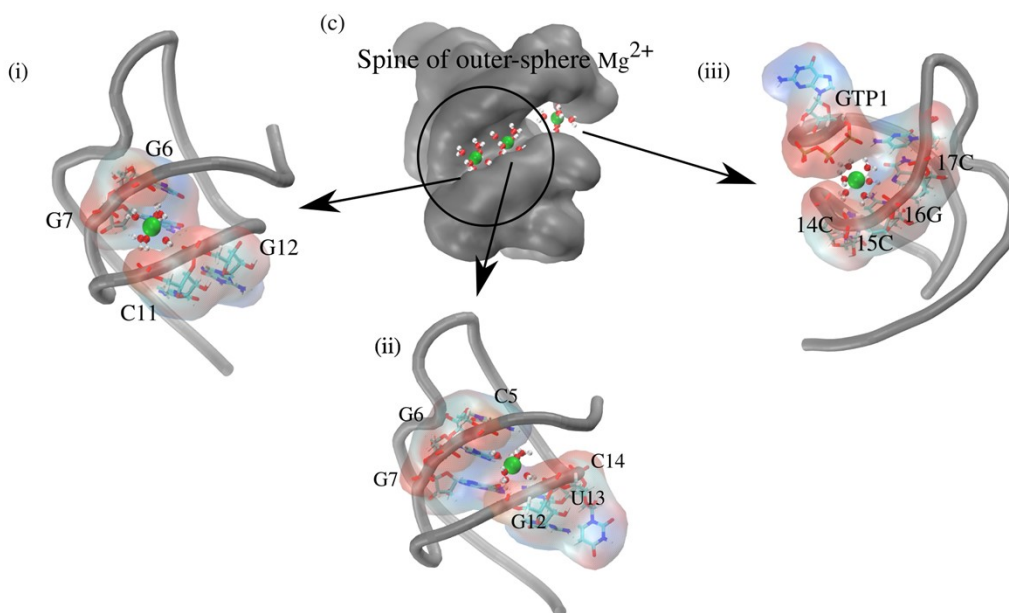 (c)
Spine of outer-sphere Mg²⁺
(i)
G6
G7
G12
C11
(iii)
GTP1
17C
14C
16G
15C
(ii)
C5
G6
G7
C14
U13
G12